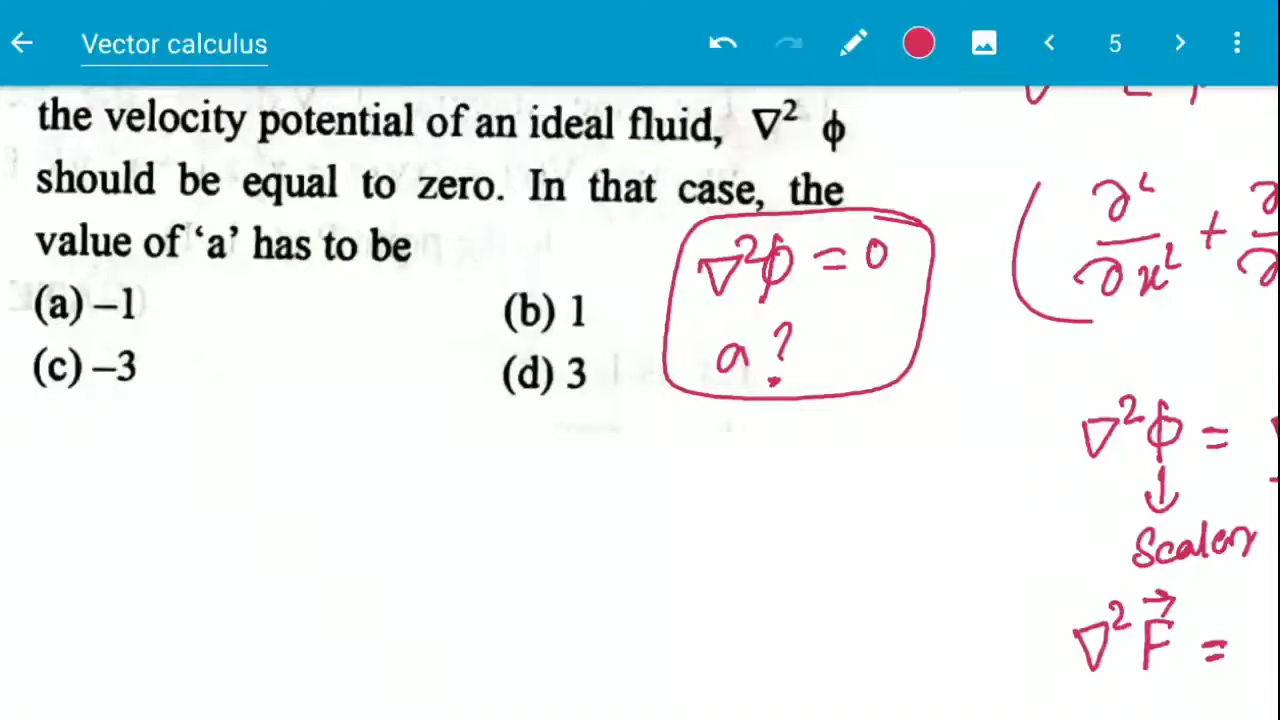 Vector calculus
5
the velocity potential of an ideal fluid, ∇² ϕ
should be equal to zero. In that case, the
value of ‘a’ has to be
(a) –1 (b) 1
(c) –3 (d) 3
∇²ϕ = 0
a ?
( ∂²/∂x² + ∂
∇²ϕ =
↓
Scalar
∇²F⃗ =